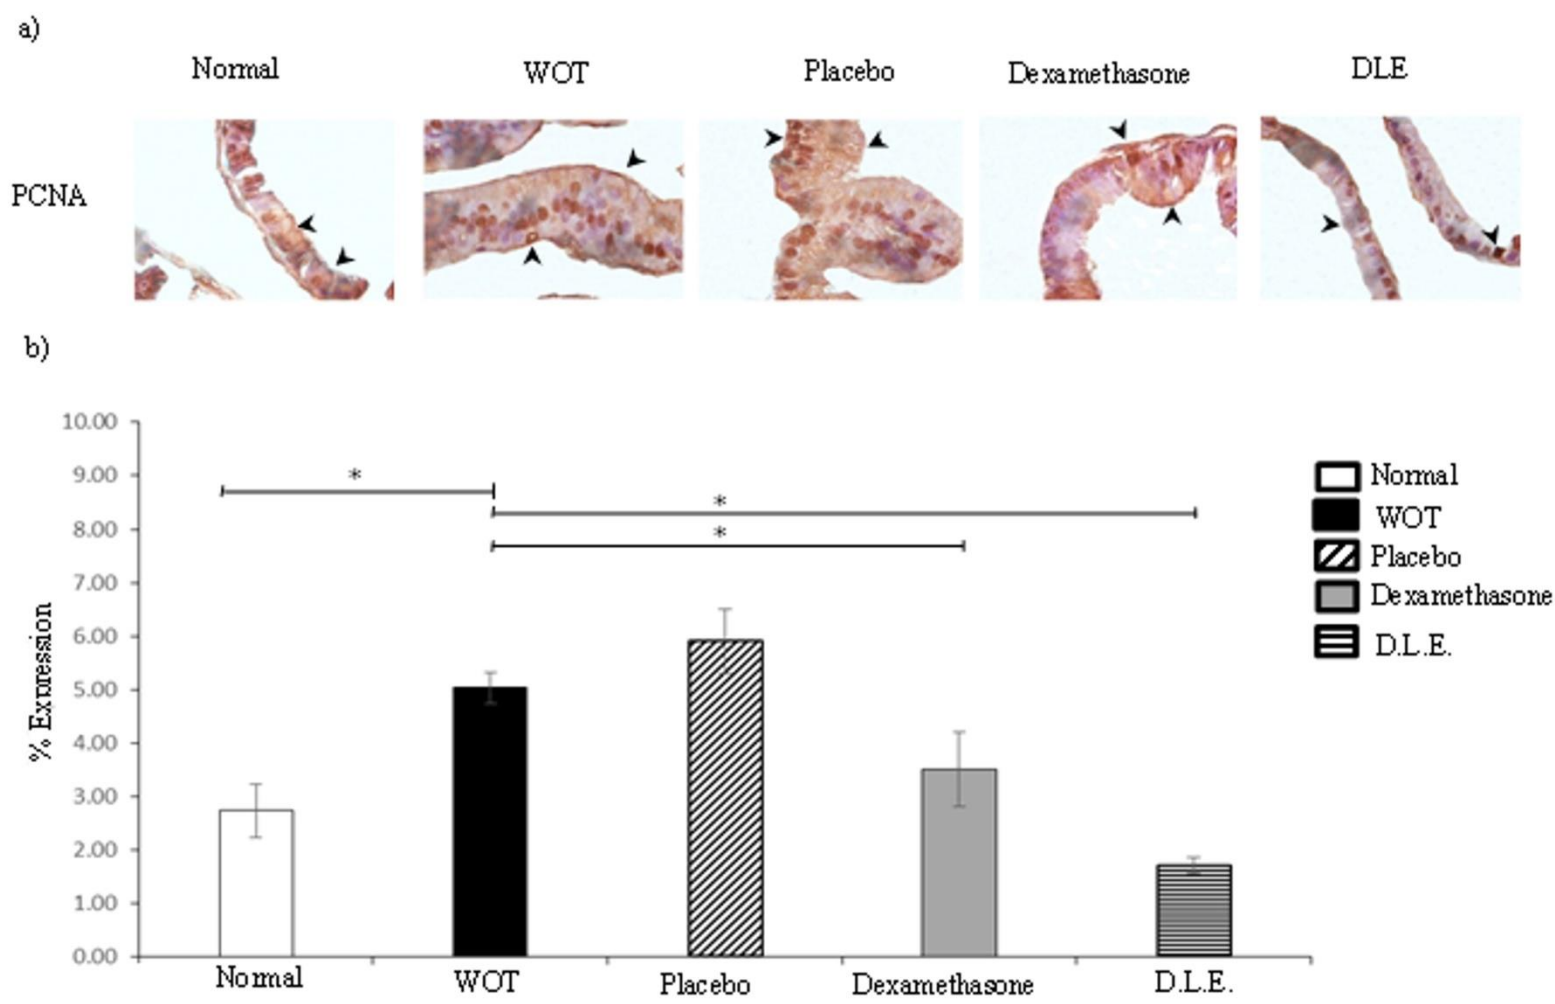 a)
Normal
WOT
Placebo
Dexamethasone
DLE
PCNA
b)
10.00
9.00
8.00
7.00
6.00
5.00
4.00
3.00
2.00
1.00
0.00
% Expression
*
*
*
Normal
WOT
Placebo
Dexamethasone
D.L.E.
Normal
WOT
Placebo
Dexamethasone
D.L.E.